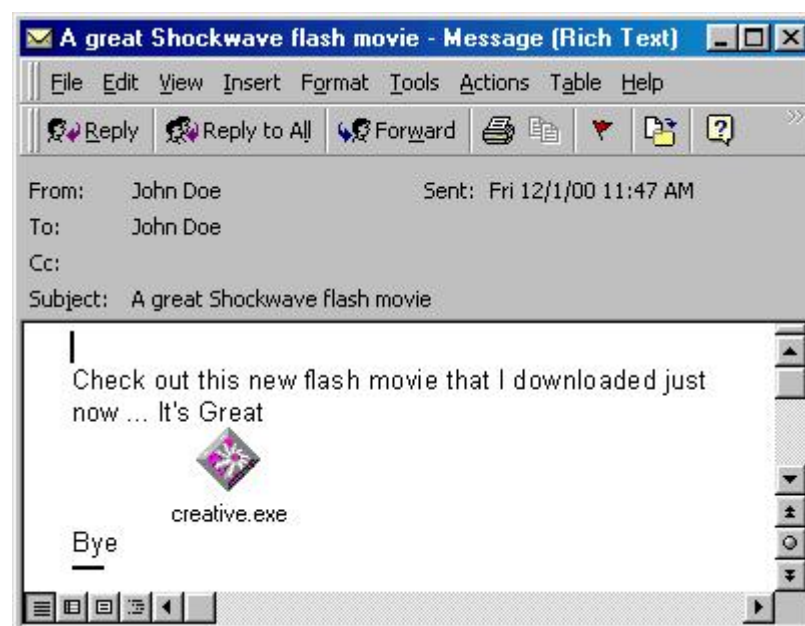 A great Shockwave flash movie - Message (Rich Text)
File Edit View Insert Format Tools Actions Table Help
Reply Reply to All Forward
From: John Doe Sent: Fri 12/1/00 11:47 AM
To: John Doe
Cc:
Subject: A great Shockwave flash movie
Check out this new flash movie that I downloaded just
now ... It's Great
creative.exe
Bye